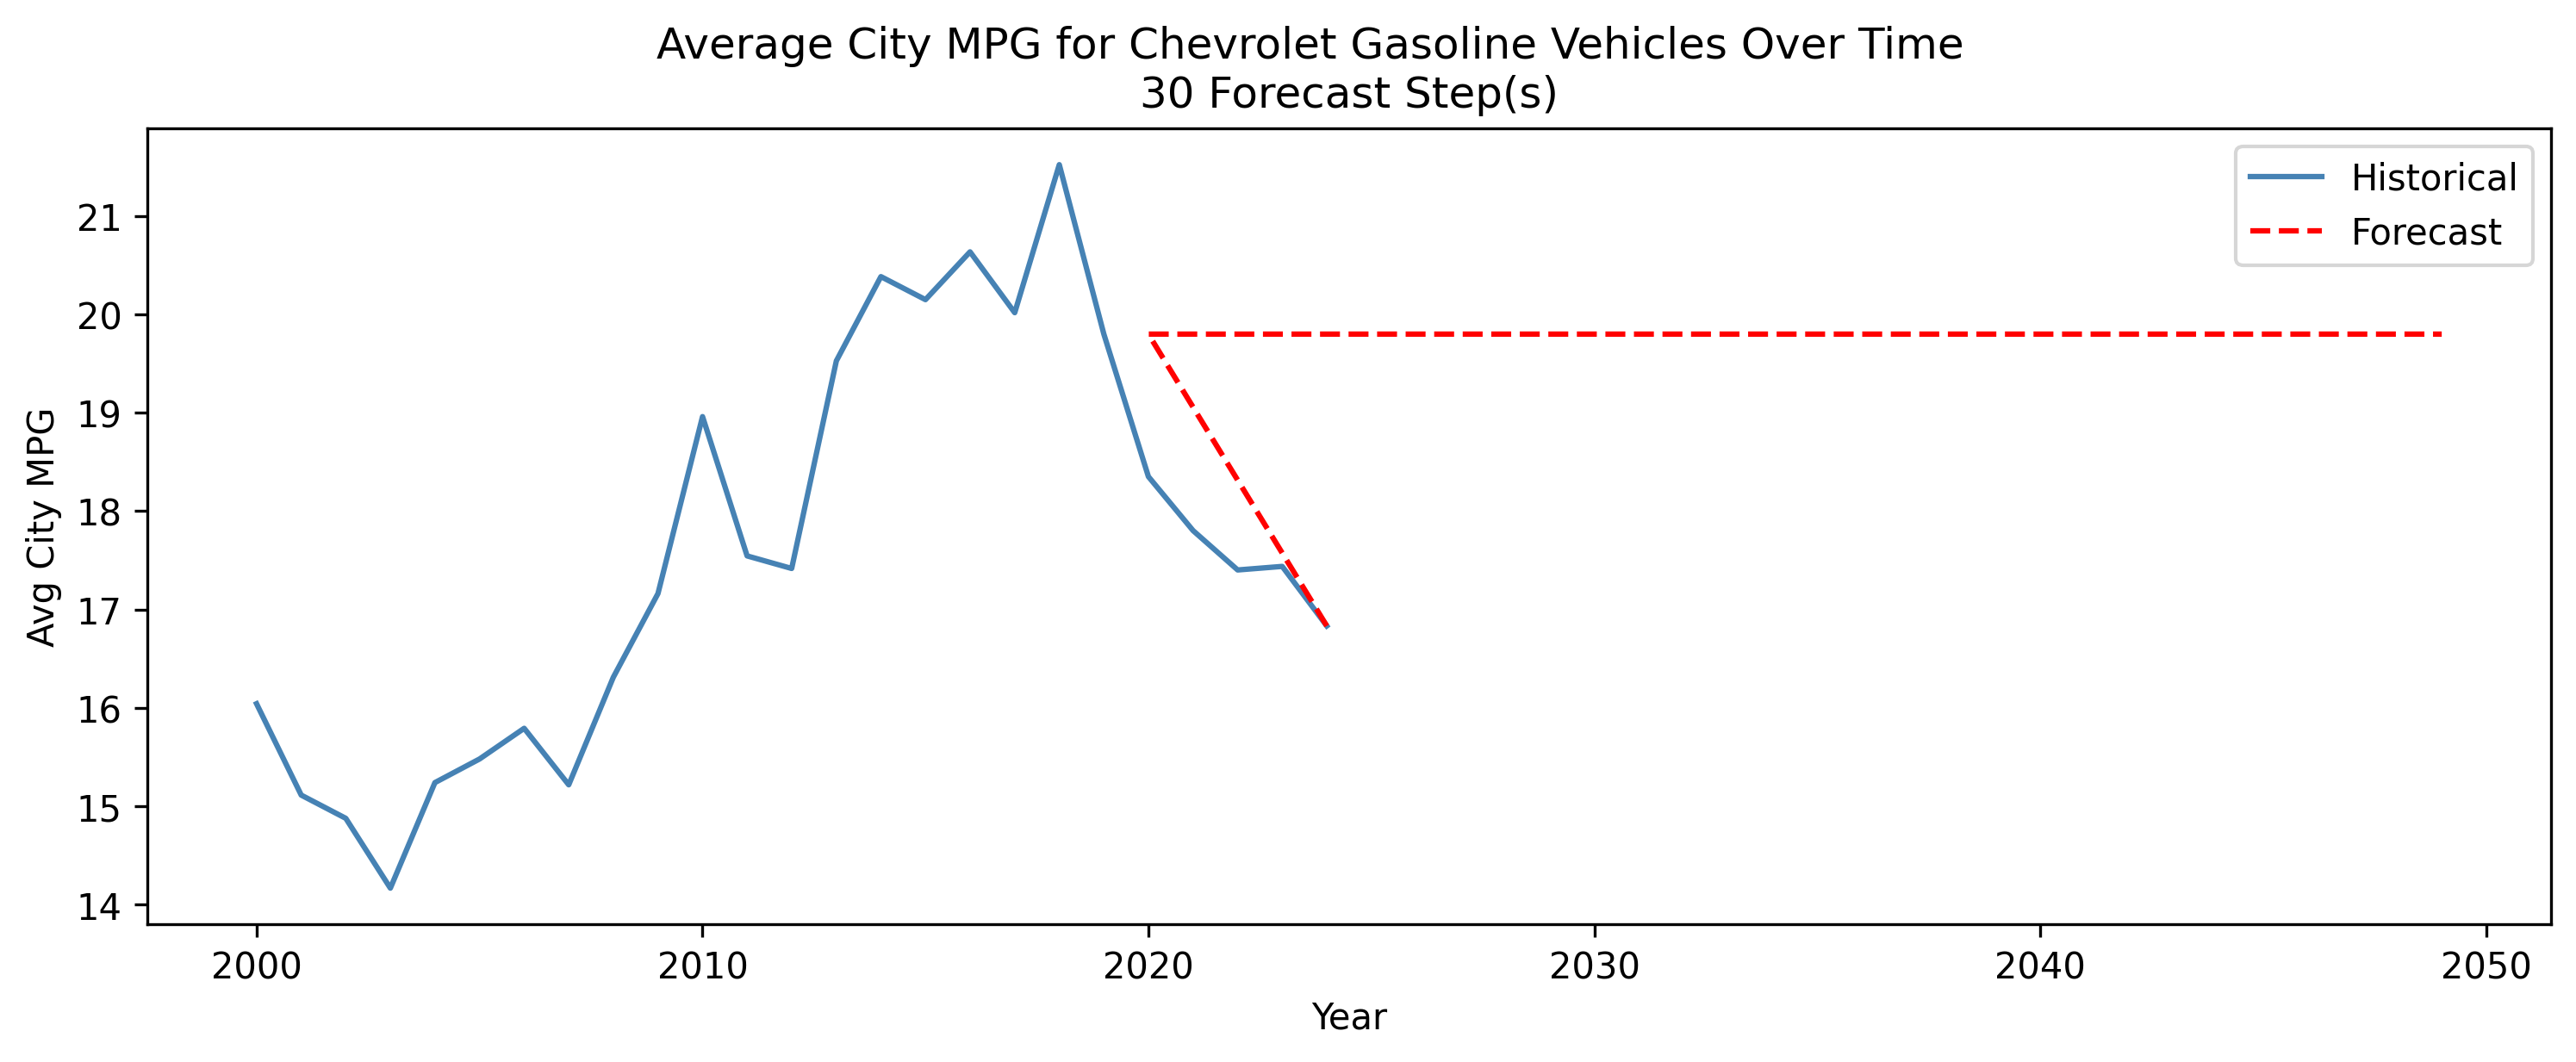 Average City MPG for Chevrolet Gasoline Vehicles Over Time
30 Forecast Step(s)
Historical
Forecast
21
20
19
18
17
16
15
14
Avg City MPG
2000
2010
2020
2030
2040
2050
Year